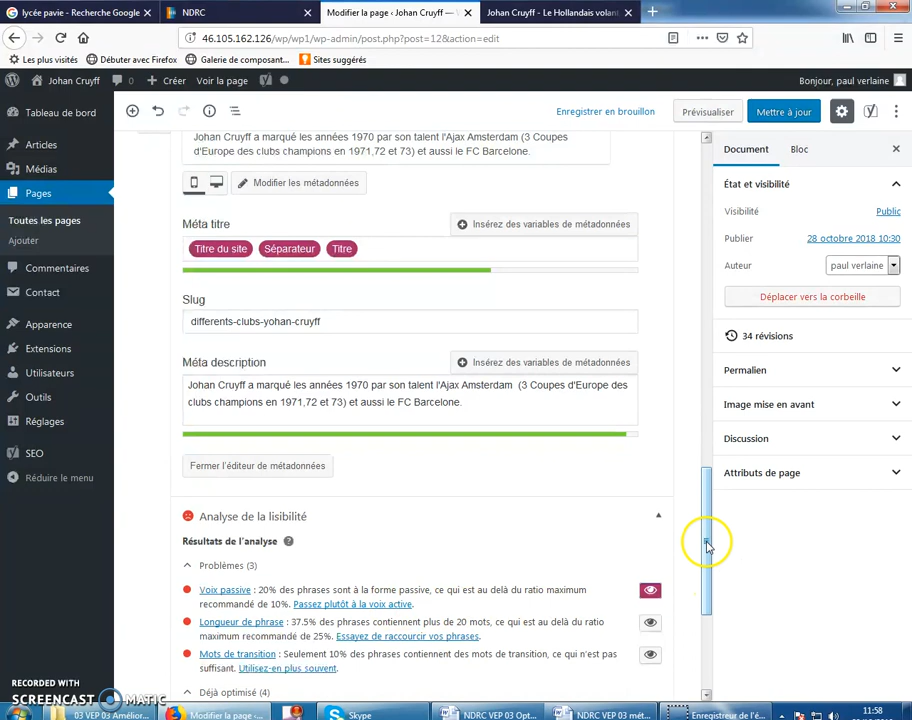 lycée pavie - Recherche Google
NDRC
Modifier la page ‹ Johan Cruyff — W
Johan Cruyff - Le Hollandais volan
46.105.162.126/wp/wp1/wp-admin/post.php?post=12&action=edit
Les plus visités
Débuter avec Firefox
Galerie de composant...
Sites suggérés
Johan Cruyff
0
Créer
Voir la page
Bonjour, paul verlaine
Tableau de bord
Articles
Médias
Pages
Toutes les pages
Ajouter
Commentaires
Contact
Apparence
Extensions
Utilisateurs
Outils
Réglages
SEO
Réduire le menu
Enregistrer en brouillon
Prévisualiser
Mettre à jour
Johan Cruyff a marqué les années 1970 par son talent l'Ajax Amsterdam (3 Coupes
d'Europe des clubs champions en 1971,72 et 73) et aussi le FC Barcelone.
Modifier les métadonnées
Méta titre
Insérez des variables de métadonnées
Titre du site
Séparateur
Titre
Slug
differents-clubs-yohan-cruyff
Méta description
Insérez des variables de métadonnées
Johan Cruyff a marqué les années 1970 par son talent l'Ajax Amsterdam (3 Coupes d'Europe des
clubs champions en 1971,72 et 73) et aussi le FC Barcelone.
Fermer l'éditeur de métadonnées
Analyse de la lisibilité
Résultats de l'analyse
Problèmes (3)
Voix passive : 20% des phrases sont à la forme passive, ce qui est au delà du ratio maximum
recommandé de 10%. Passez plutôt à la voix active.
Longueur de phrase : 37.5% des phrases contiennent plus de 20 mots, ce qui est au delà du ratio
maximum recommandé de 25%. Essayez de raccourcir vos phrases.
Mots de transition : Seulement 10% des phrases contiennent des mots de transition, ce qui n'est pas
suffisant. Utilisez-en plus souvent.
Déjà optimisé (4)
Document
Bloc
État et visibilité
Visibilité
Public
Publier
28 octobre 2018 10:30
Auteur
paul verlaine
Déplacer vers la corbeille
34 révisions
Permalien
Image mise en avant
Discussion
Attributs de page
RECORDED WITH
SCREENCAST MATIC
03 VEP 03 Amélior...
Modifier la page ‹ ...
Skype
NDRC VEP 03 Opt...
NDRC VEP 03 mét...
Enregistreur de l'é...
11:58